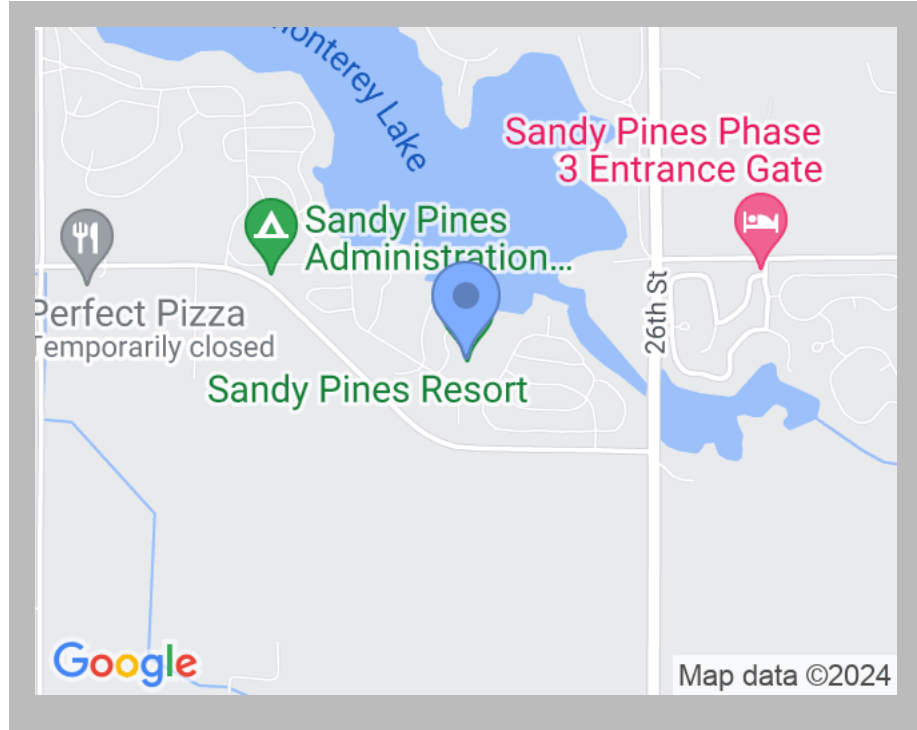 onterey
Lake
Sandy Pines Phase
3 Entrance Gate
Sandy Pines
Administration...
26th St
Perfect Pizza
Temporarily closed
Sandy Pines Resort
Google
Map data ©2024